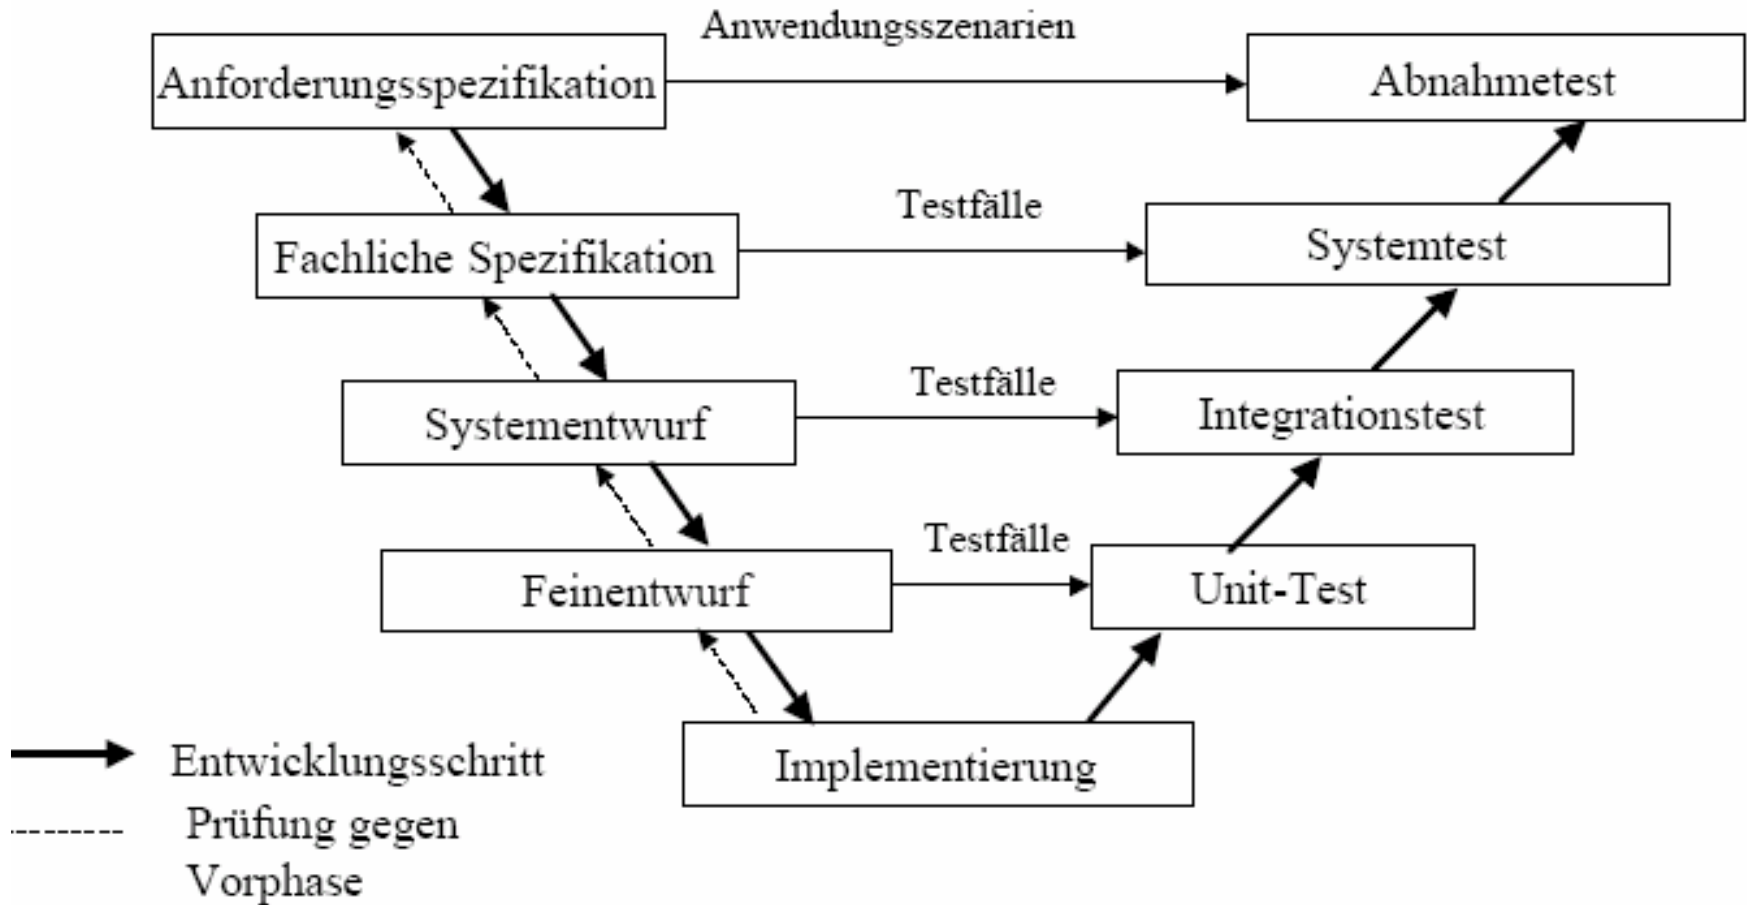 Anwendungsszenarien
Anforderungsspezifikation
Abnahmetest
Testfälle
Fachliche Spezifikation
Systemtest
Testfälle
Systementwurf
Integrationstest
Testfälle
Feinentwurf
Unit-Test
Implementierung
Entwicklungsschritt
Prüfung gegen
Vorphase